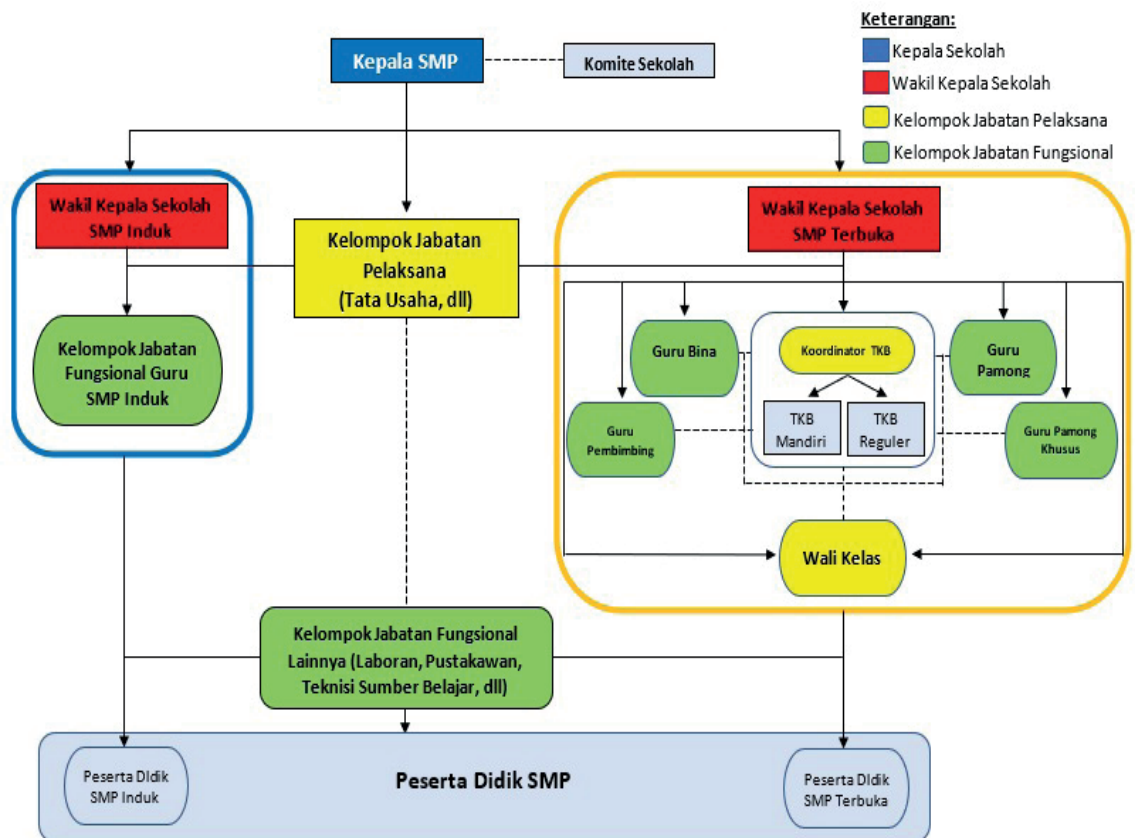 Keterangan:
Kepala Sekolah
Wakil Kepala Sekolah
Kelompok Jabatan Pelaksana
Kelompok Jabatan Fungsional
Kepala SMP
Komite Sekolah
Wakil Kepala Sekolah
SMP Induk
Kelompok Jabatan
Pelaksana
(Tata Usaha, dll)
Wakil Kepala Sekolah
SMP Terbuka
Kelompok Jabatan
Fungsional Guru
SMP Induk
Guru Bina
Koordinator TKB
Guru
Pamong
Guru
Pembimbing
TKB
Mandiri
TKB
Reguler
Guru Pamong
Khusus
Wali Kelas
Kelompok Jabatan Fungsional
Lainnya (Laboran, Pustakawan,
Teknisi Sumber Belajar, dll)
Peserta DIdik
SMP Induk
Peserta Didik SMP
Peserta DIdik
SMP Terbuka